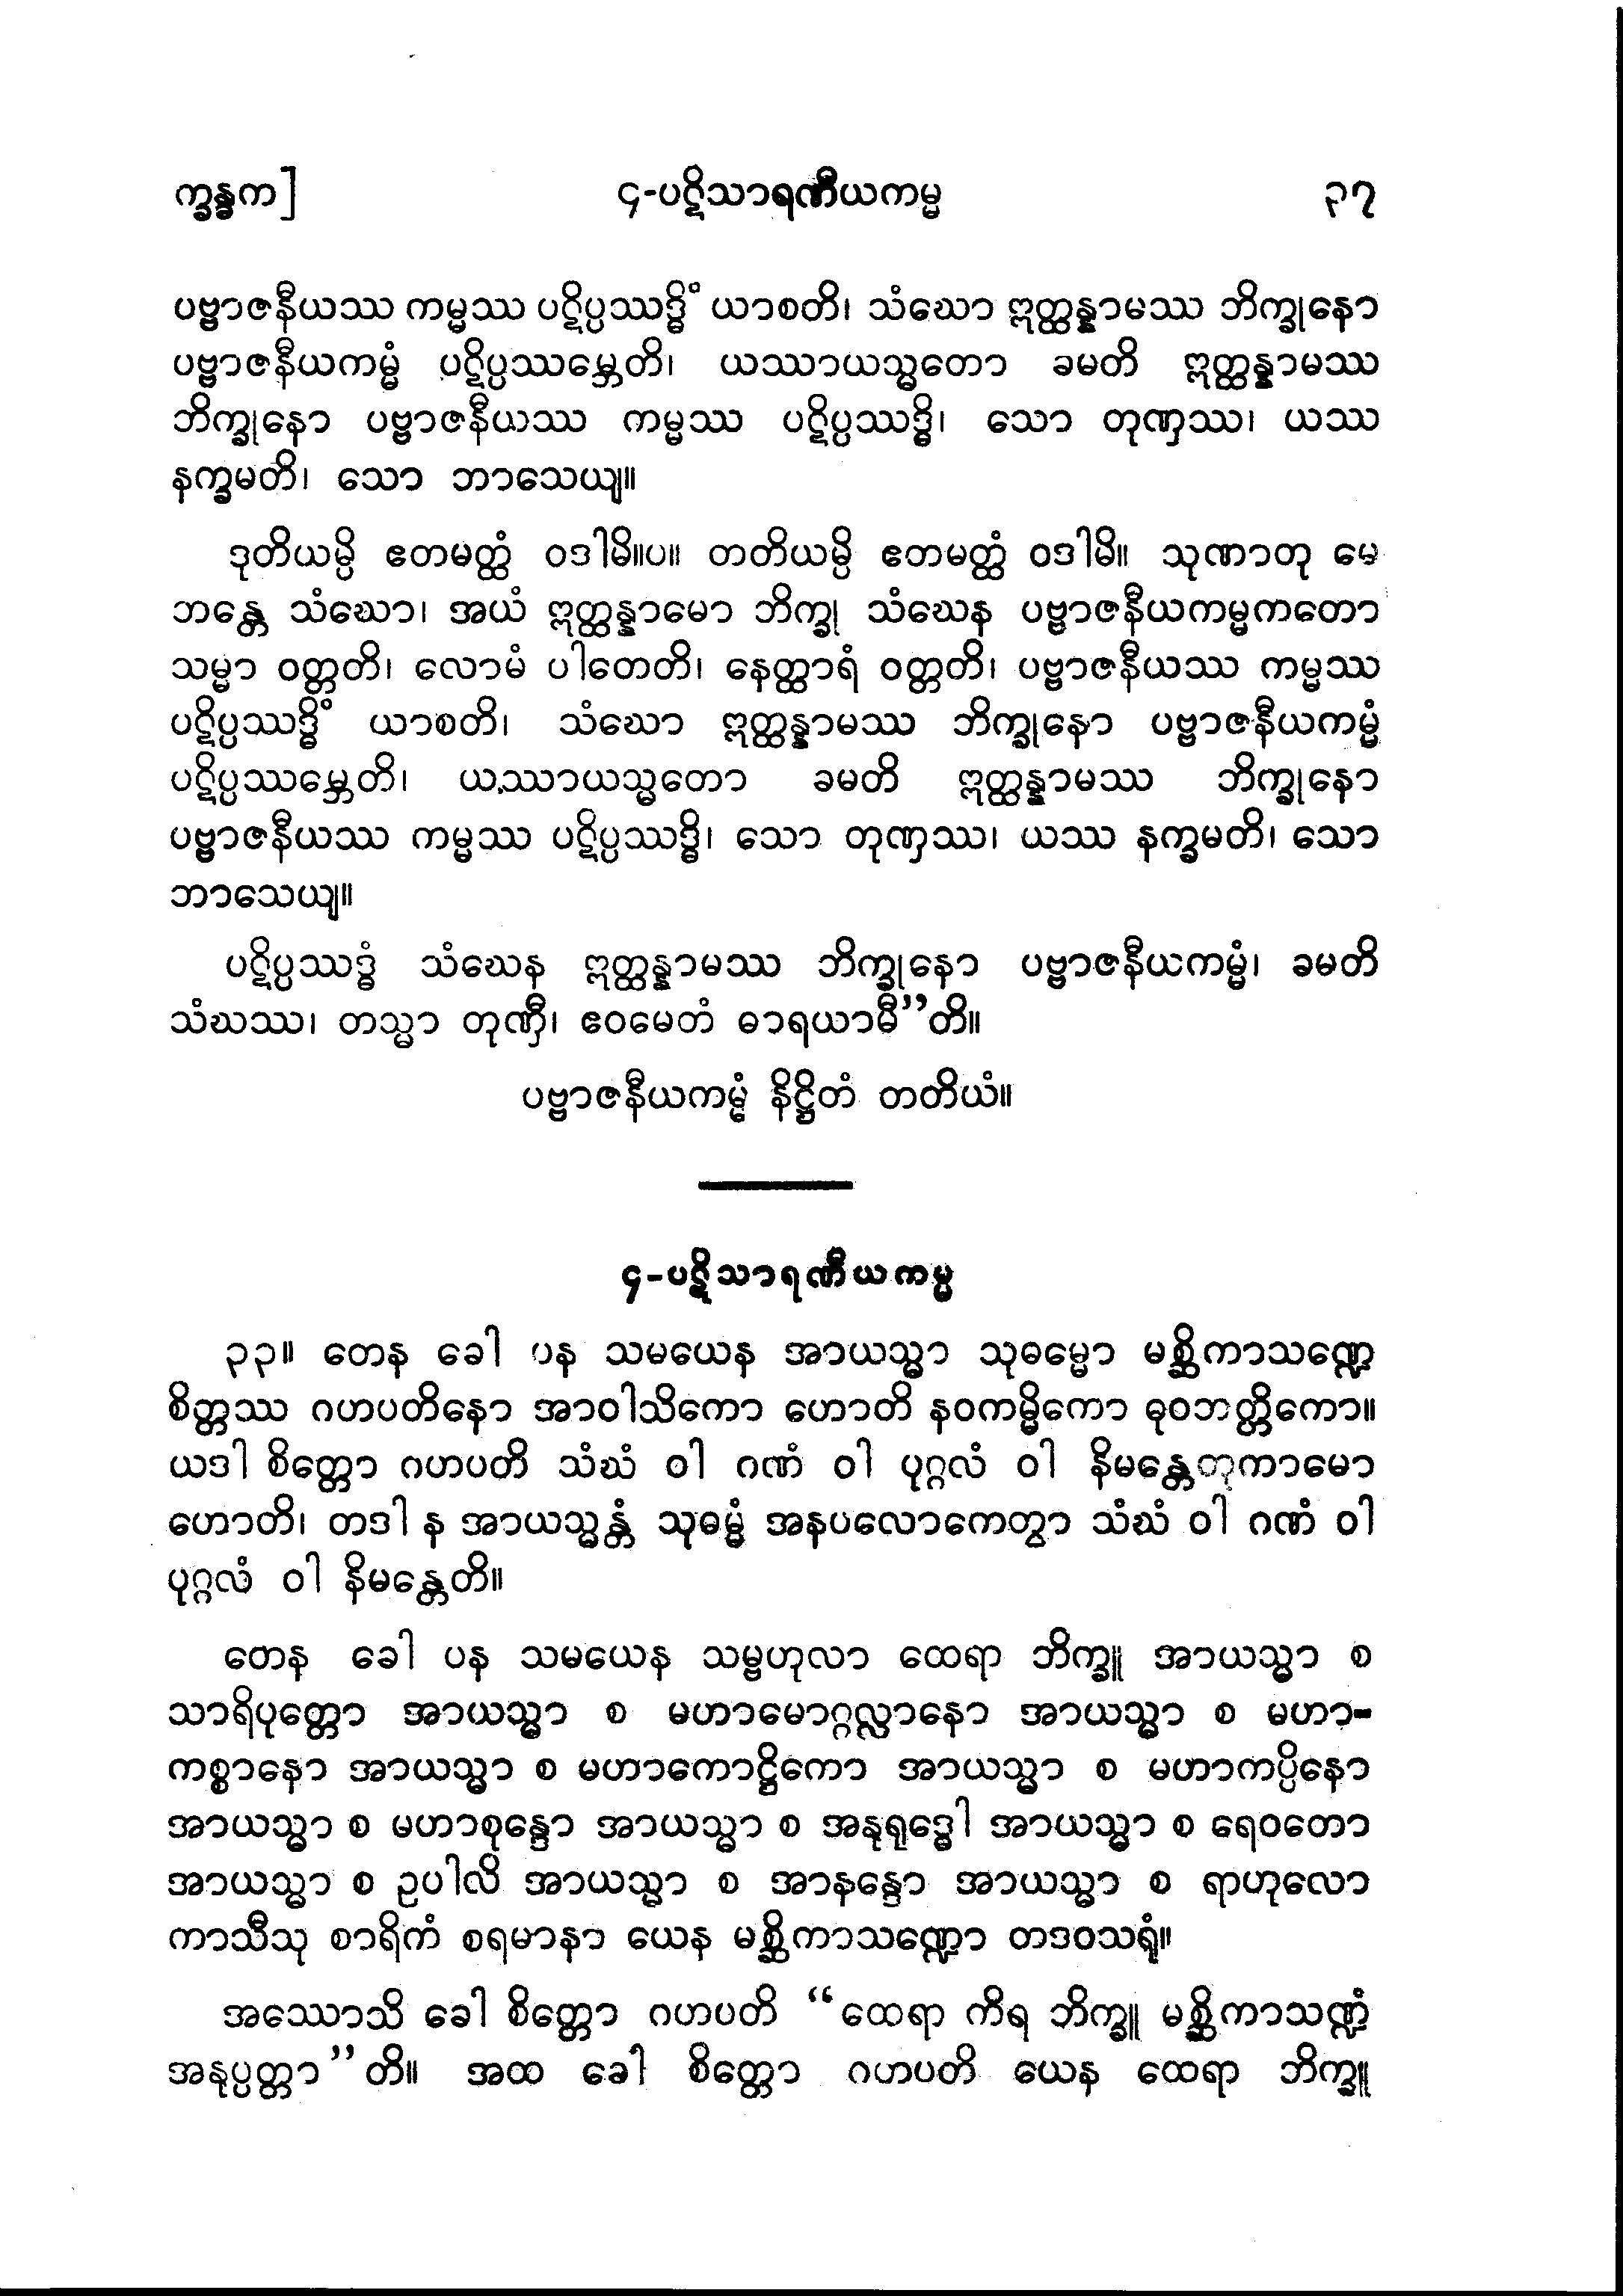 က္ခန္ဓက] ၄-ပဋိသာရဏီယကမ္မ ၃၇
ပဗ္ဗာဇနီယဿ ကမ္မဿ ပဋိပ္ပဿဒ္ဓိံ ယာစတိ၊ သံဃော ဣတ္ထန္နာမဿ ဘိက္ခုနော
ပဗ္ဗာဇနီယကမ္မံ ပဋိပ္ပဿမ္ဘေတိ၊ ယဿာယသ္မတော ခမတိ ဣတ္ထန္နာမဿ
ဘိက္ခုနော ပဗ္ဗာဇနီယဿ ကမ္မဿ ပဋိပ္ပဿဒ္ဓိ၊ သော တုဏှဿ၊ ယဿ
နက္ခမတိ၊ သော ဘာသေယျ။
ဒုတိယမ္ပိ ဧတမတ္ထံ ဝဒါမိ။ပ။ တတိယမ္ပိ ဧတမတ္ထံ ဝဒါမိ။ သုဏာတု မေ
ဘန္တေ သံဃော၊ အယံ ဣတ္ထန္နာမော ဘိက္ခု သံဃေန ပဗ္ဗာဇနီယကမ္မကတော
သမ္မာ ဝတ္တတိ၊ လောမံ ပါတေတိ၊ နေတ္ထာရံ ဝတ္တတိ၊ ပဗ္ဗာဇနီယဿ ကမ္မဿ
ပဋိပ္ပဿဒ္ဓိံ ယာစတိ၊ သံဃော ဣတ္ထန္နာမဿ ဘိက္ခုနော ပဗ္ဗာဇနီယကမ္မံ
ပဋိပ္ပဿမ္ဘေတိ၊ ယဿာယသ္မတော ခမတိ ဣတ္ထန္နာမဿ ဘိက္ခုနော
ပဗ္ဗာဇနီယဿ ကမ္မဿ ပဋိပ္ပဿဒ္ဓိ၊ သော တုဏှဿ၊ ယဿ နက္ခမတိ၊ သော
ဘာသေယျ။
ပဋိပ္ပဿဒ္ဓံ သံဃေန ဣတ္ထန္နာမဿ ဘိက္ခုနော ပဗ္ဗာဇနီယကမ္မံ၊ ခမတိ
သံဃဿ၊ တသ္မာ တုဏှီ၊ ဧဝမေတံ ဓာရယာမီ”တိ။
ပဗ္ဗာဇနီယကမ္မံ နိဋ္ဌိတံ တတိယံ။
၄-ပဋိသာရဏီယကမ္မ
၃၃။ တေန ခေါ ပန သမယေန အာယသ္မာ သုဓမ္မော မစ္ဆိကာသဏ္ဍေ
စိတ္တဿ ဂဟပတိနော အာဝါသိကော ဟောတိ နဝကမ္မိကော ဓုဝဘတ္တိကော။
ယဒါ စိတ္တော ဂဟပတိ သံဃံ ဝါ ဂဏံ ဝါ ပုဂ္ဂလံ ဝါ နိမန္တေတုကာမော
ဟောတိ၊ တဒါ န အာယသ္မန္တံ သုဓမ္မံ အနပလောကေတွာ သံဃံ ဝါ ဂဏံ ဝါ
ပုဂ္ဂလံ ဝါ နိမန္တေတိ။
တေန ခေါ ပန သမယေန သမ္ဗဟုလာ ထေရာ ဘိက္ခူ အာယသ္မာ စ
သာရိပုတ္တော အာယသ္မာ စ မဟာမောဂ္ဂလ္လာနော အာယသ္မာ စ မဟာ-
ကစ္စာနော အာယသ္မာ စ မဟာကောဋ္ဌိကော အာယသ္မာ စ မဟာကပ္ပိနော
အာယသ္မာ စ မဟာစုန္ဒော အာယသ္မာ စ အနုရုဒ္ဓေါ အာယသ္မာ စ ရေဝတော
အာယသ္မာ စ ဥပါလိ အာယသ္မာ စ အာနန္ဒော အာယသ္မာ စ ရာဟုလော
ကာသီသု စာရိကံ စရမာနာ ယေန မစ္ဆိကာသဏ္ဍော တဒဝသရုံ။
အဿောသိ ခေါ စိတ္တော ဂဟပတိ “ထေရာ ကိရ ဘိက္ခူ မစ္ဆိကာသဏ္ဍံ
အနုပ္ပတ္တာ”တိ။ အထ ခေါ စိတ္တော ဂဟပတိ ယေန ထေရာ ဘိက္ခူ